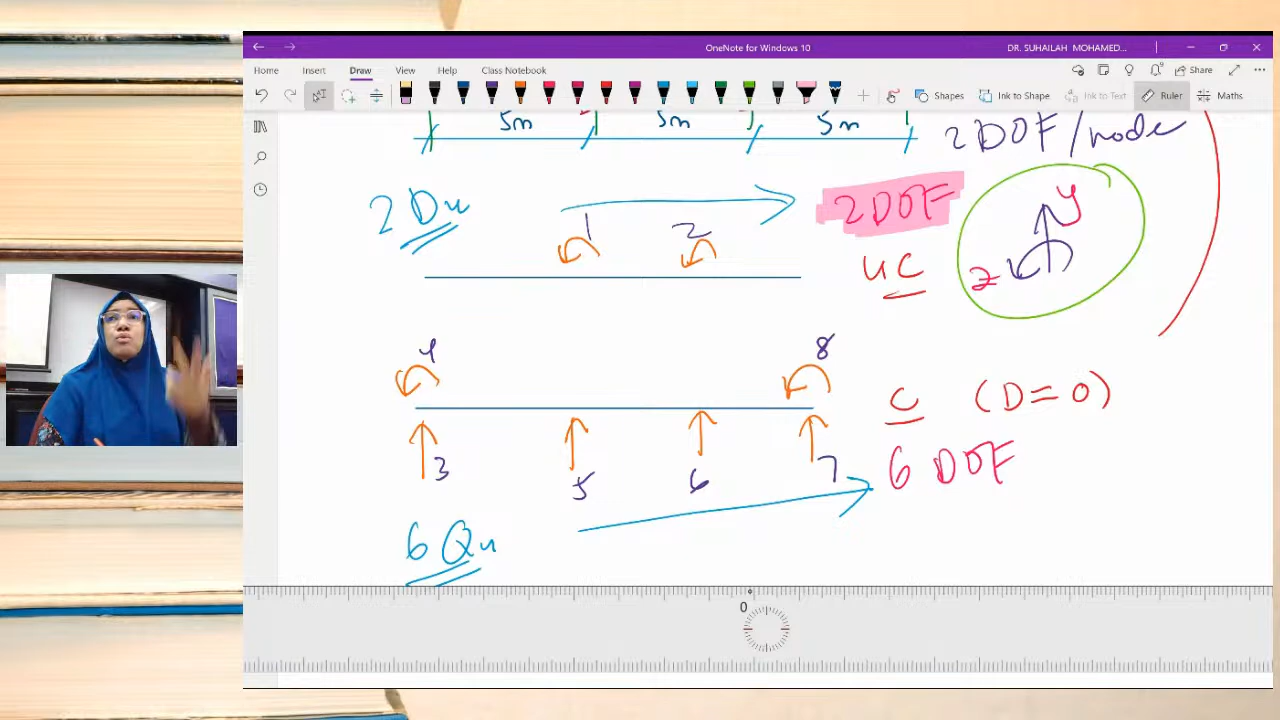 OneNote for Windows 10
DR. SUHAILAH MOHAMED...
Home Insert Draw View Help Class Notebook
Share
Shapes Ink to Shape Ink to Text Ruler Maths
5m 5m 5m 2 DOF/node
2 Du 2 DOF y
1 2
UC z
4 8
C (D=0)
3 5 6 7 6 DOF
6 Qu
0